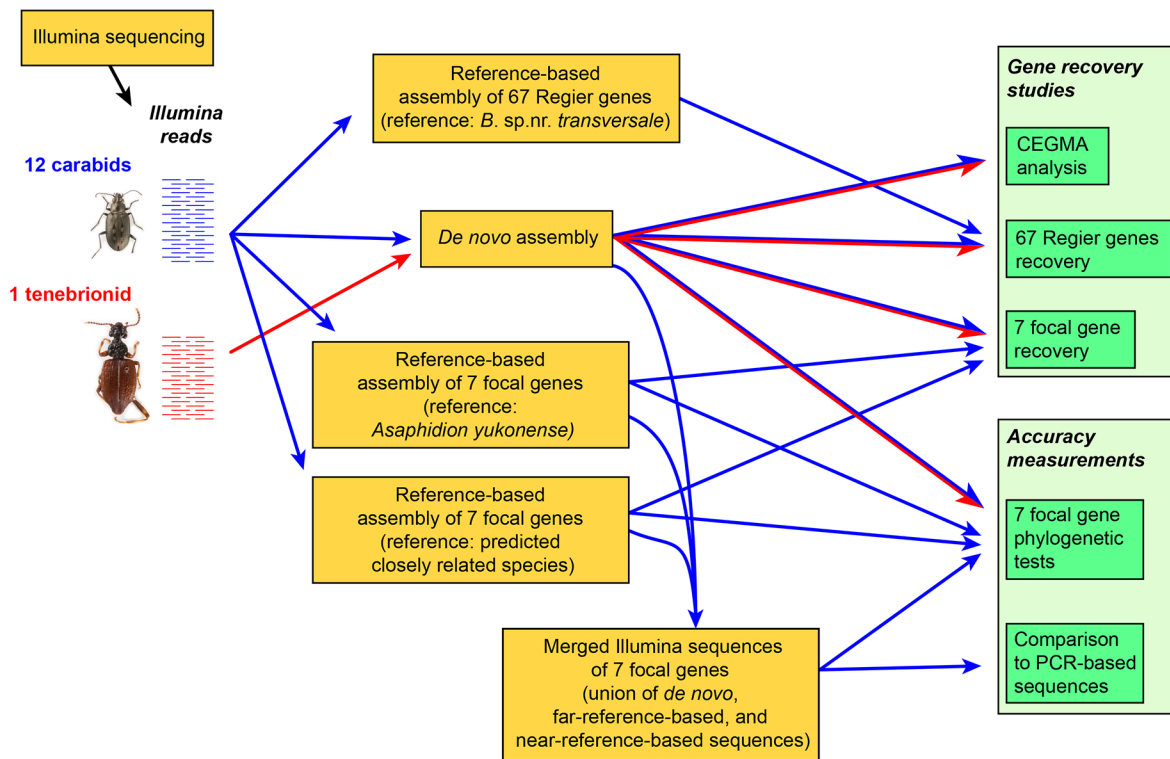 Illumina sequencing
Illumina
reads
12 carabids
1 tenebrionid
Reference-based
assembly of 67 Regier genes
(reference: B. sp.nr. transversale)
De novo assembly
Reference-based
assembly of 7 focal genes
(reference:
Asaphidion yukonense)
Reference-based
assembly of 7 focal genes
(reference: predicted
closely related species)
Merged Illumina sequences
of 7 focal genes
(union of de novo,
far-reference-based, and
near-reference-based sequences)
Gene recovery
studies
CEGMA
analysis
67 Regier genes
recovery
7 focal gene
recovery
Accuracy
measurements
7 focal gene
phylogenetic
tests
Comparison
to PCR-based
sequences